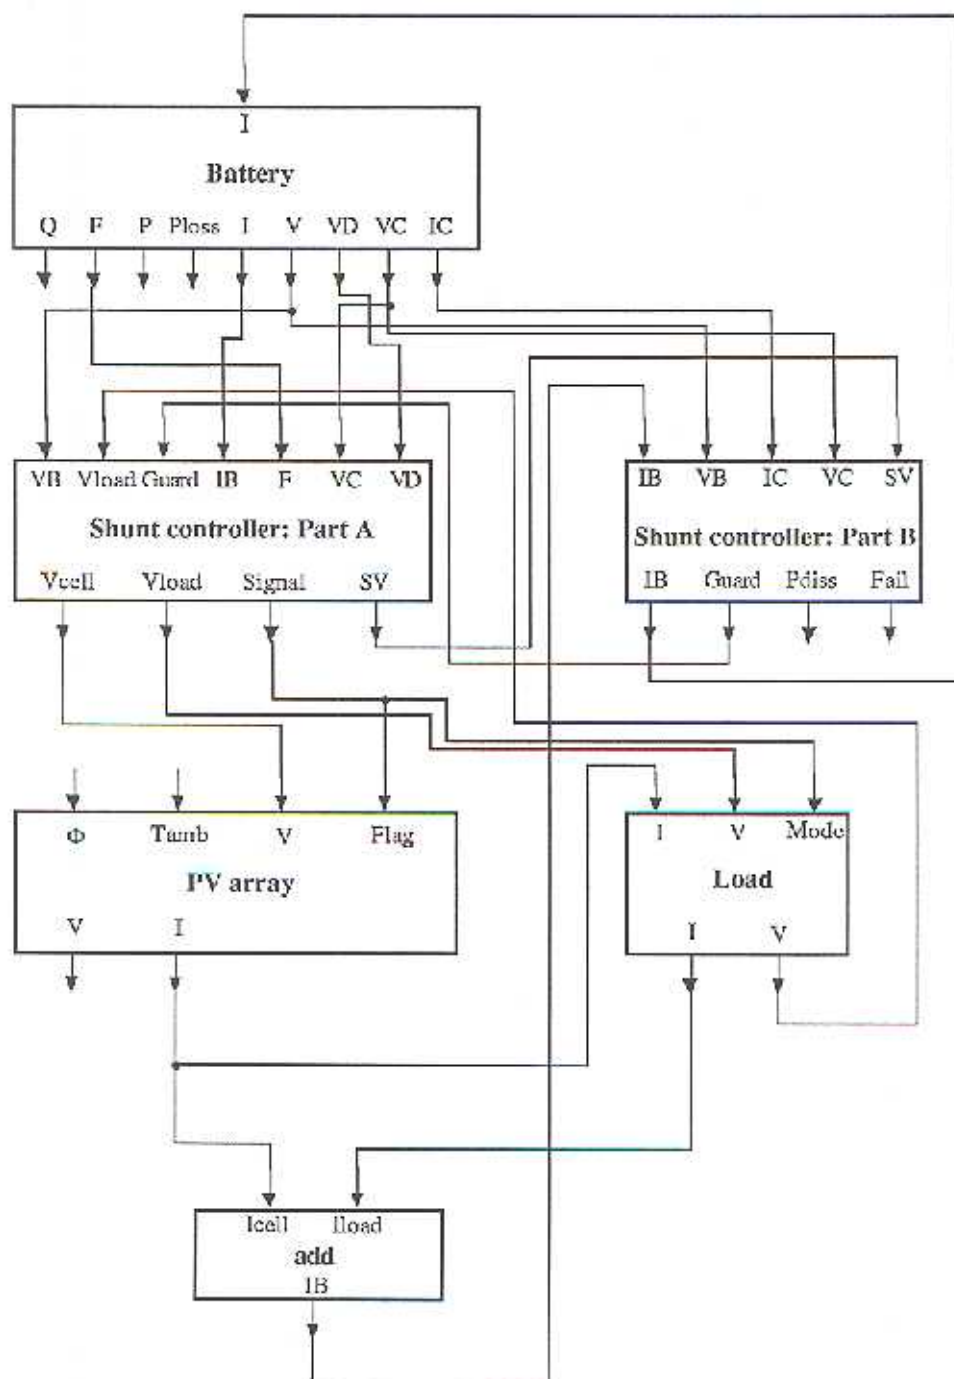 I
Battery
Q F P Ploss I V VD VC IC
VB Vload Guard IB F VC VD
Shunt controller: Part A
Vcell Vload Signal SV
IB VB IC VC SV
Shunt controller: Part B
IB Guard Pdiss Fail
Φ Tamb V Flag
PV array
V I
I V Mode
Load
I V
Icell Iload
add
IB